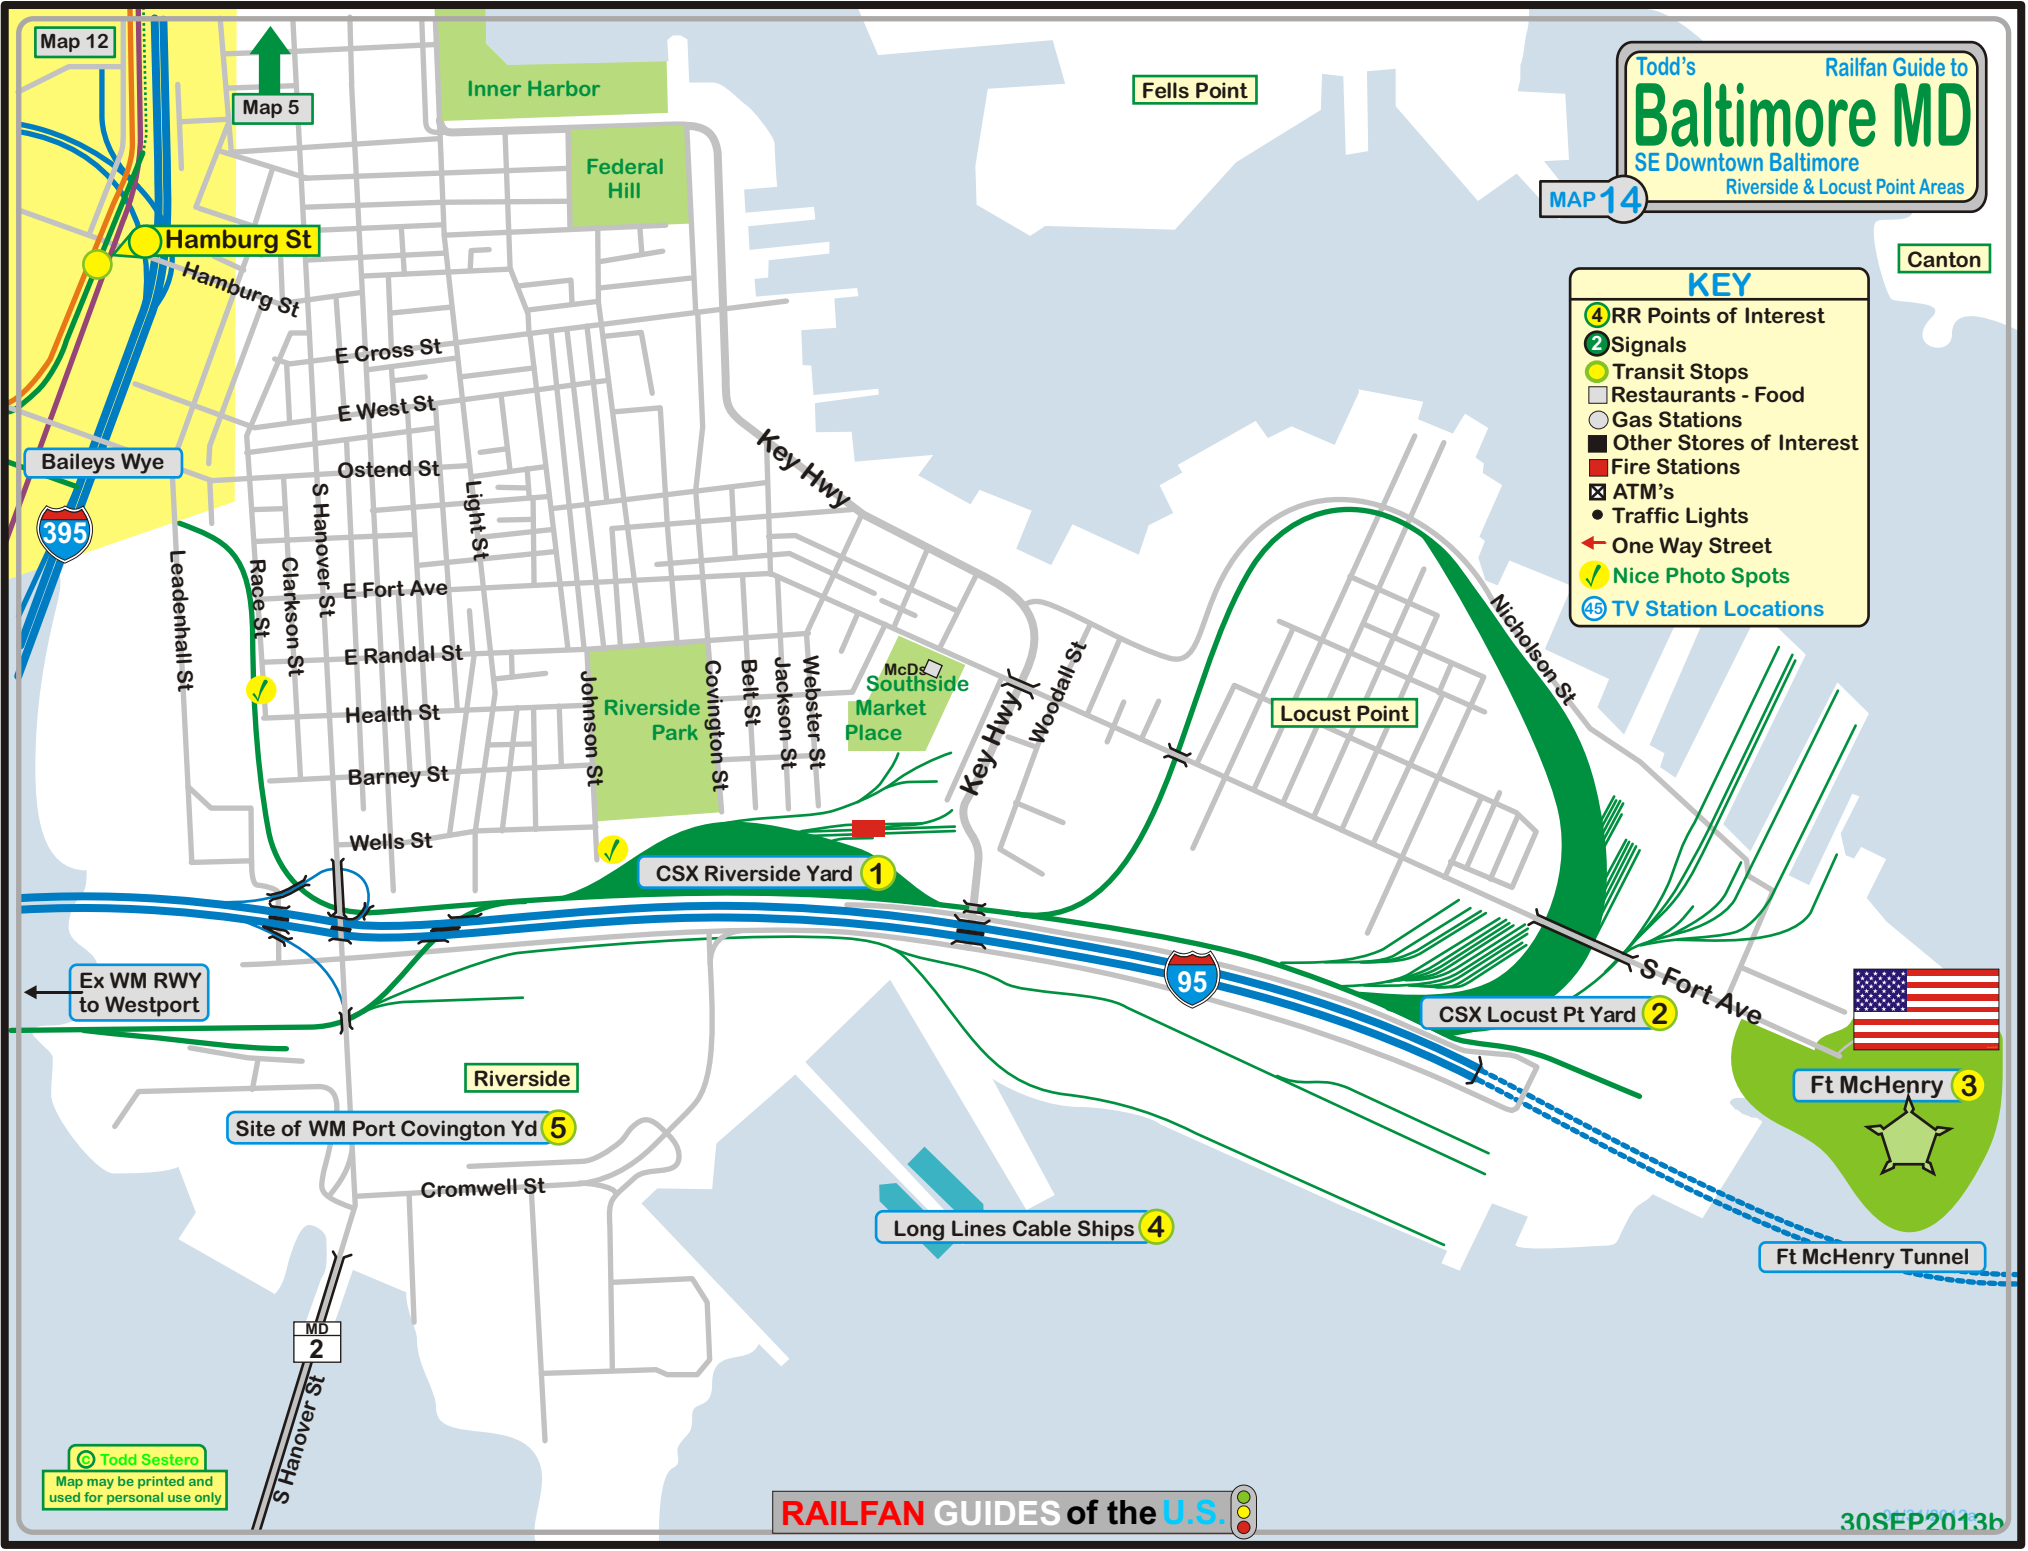 Map 12
Map 5
Inner Harbor
Federal
Hill
Fells Point
Todd's
Railfan Guide to
Baltimore MD
SE Downtown Baltimore
Riverside & Locust Point Areas
MAP 14
Canton
Hamburg St
Hamburg St
KEY
4 RR Points of Interest
2 Signals
Transit Stops
Restaurants - Food
Gas Stations
Other Stores of Interest
Fire Stations
ATM's
Traffic Lights
One Way Street
Nice Photo Spots
45 TV Station Locations
E Cross St
E West St
Ostend St
Baileys Wye
395
Key Hwy
S Hanover St
Light St
Leadenhall St
Race St
Clarkson St
E Fort Ave
E Randal St
Health St
Barney St
Wells St
Johnson St
Riverside
Park
Covington St
Belt St
Jackson St
Webster St
McDs
Southside
Market
Place
Key Hwy
Woodall St
Locust Point
Nicholson St
CSX Riverside Yard 1
95
S Fort Ave
CSX Locust Pt Yard 2
Ex WM RWY
to Westport
Riverside
Site of WM Port Covington Yd 5
Cromwell St
Long Lines Cable Ships 4
Ft McHenry 3
Ft McHenry Tunnel
MD
2
S Hanover St
© Todd Sestero
Map may be printed and
used for personal use only
RAILFAN GUIDES of the U.S.
30SEP2013b